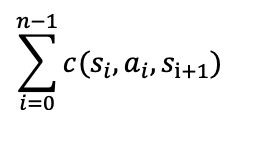 n−1
∑ c(sᵢ, aᵢ, sᵢ₊₁)
i=0